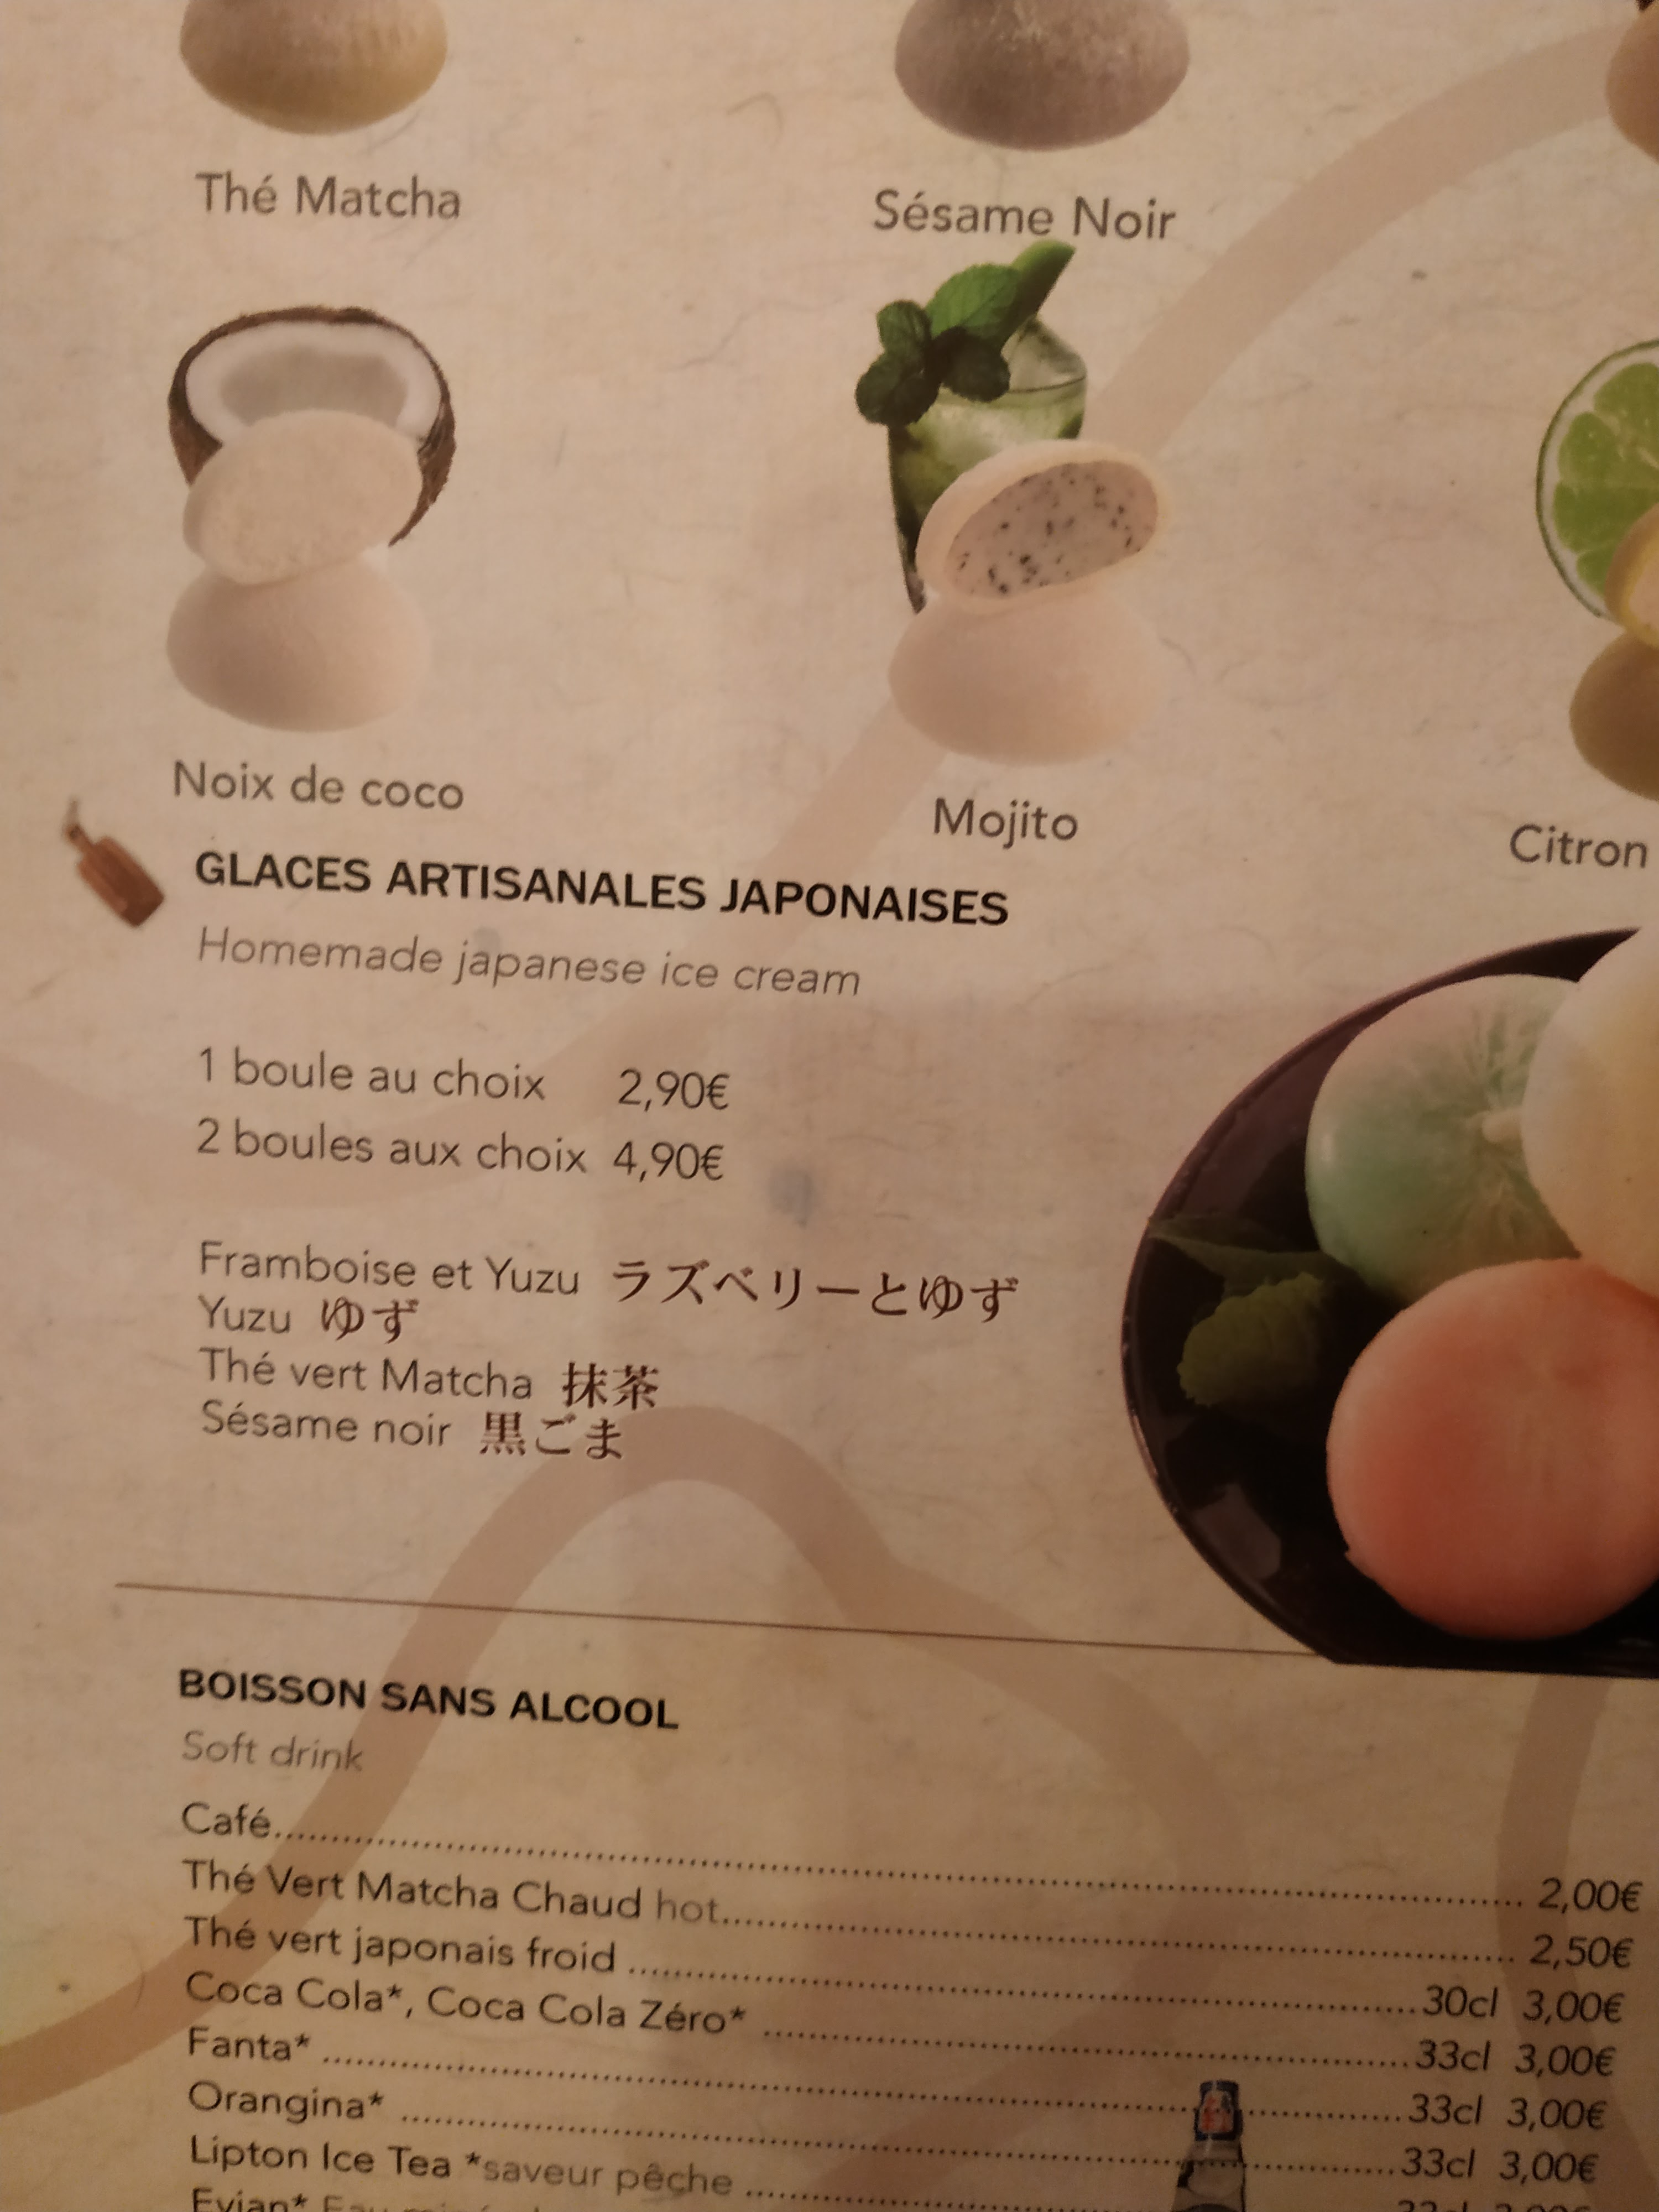 Thé Matcha
Sésame Noir
Noix de coco
Mojito
Citron
GLACES ARTISANALES JAPONAISES
Homemade japanese ice cream
1 boule au choix 2,90€
2 boules aux choix 4,90€
Framboise et Yuzu ラズベリーとゆず
Yuzu ゆず
Thé vert Matcha 抹茶
Sésame noir 黒ごま
BOISSON SANS ALCOOL
Soft drink
Café 2,00€
Thé Vert Matcha Chaud hot 2,50€
Thé vert japonais froid 30cl 3,00€
Coca Cola*, Coca Cola Zéro* 33cl 3,00€
Fanta* 33cl 3,00€
Orangina* 33cl 3,00€
Lipton Ice Tea *saveur pêche
Evian*